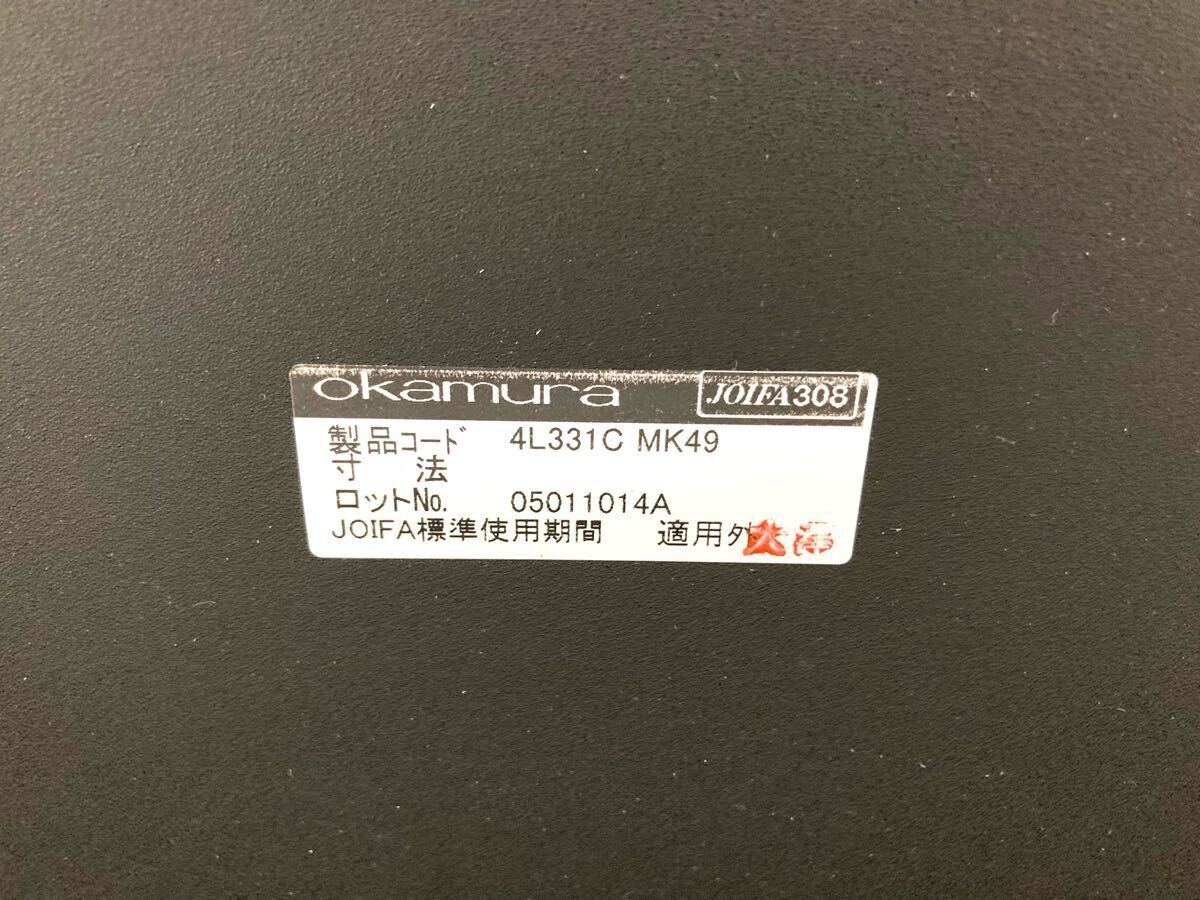 okamura JOIFA308
製品コード 4L331C MK49
寸 法
ロットNo. 05011014A
JOIFA標準使用期間 適用外